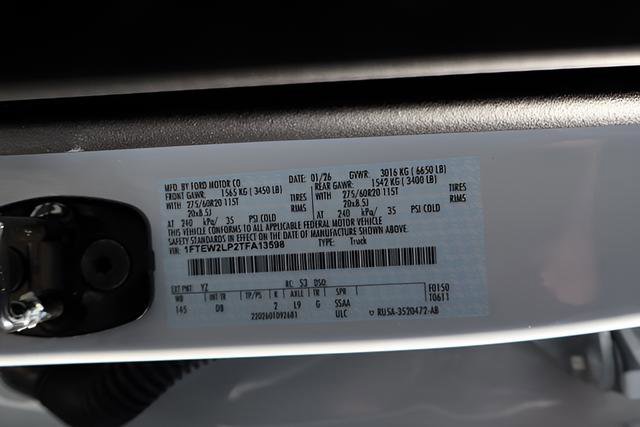 MFD. BY FORD MOTOR CO. DATE: 01/26 GVWR: 3016 KG ( 6650 LB)
FRONT GAWR: 1565 KG ( 3450 LB) REAR GAWR: 1542 KG ( 3400 LB)
WITH 275/60R20 115T TIRES WITH 275/60R20 115T TIRES
20x8.5J RIMS 20x8.5J RIMS
AT 240 kPa/ 35 PSI COLD AT 240 kPa/ 35 PSI COLD
THIS VEHICLE CONFORMS TO ALL APPLICABLE FEDERAL MOTOR VEHICLE
SAFETY STANDARDS IN EFFECT ON THE DATE OF MANUFACTURE SHOWN ABOVE.
VIN: 1FTEW2LP2TFA13598 TYPE: Truck
EXT PNT: YZ RC: 53 DSO: F0150
WB INT TR TP/PS R AXLE TR SPR T0611
145 DB 2 L9 G SSAA
2202601092681 ULC RU5A-3520472-AB